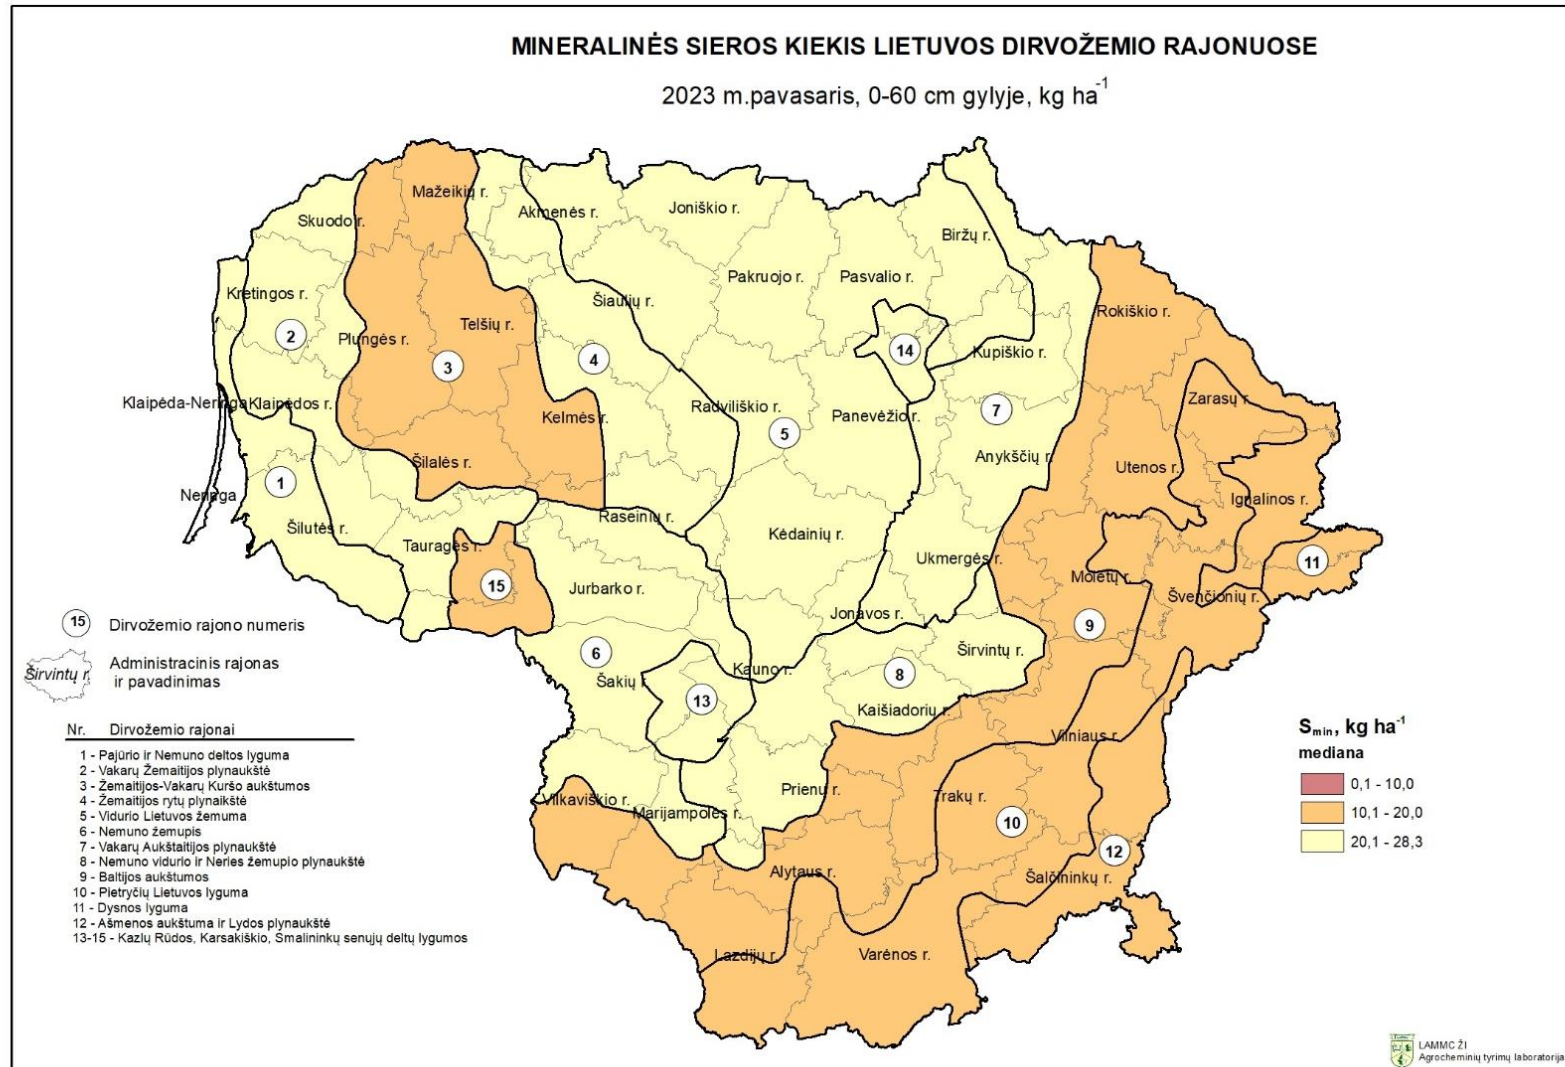 MINERALINĖS SIEROS KIEKIS LIETUVOS DIRVOŽEMIO RAJONUOSE
2023 m.pavasaris, 0-60 cm gylyje, kg ha⁻¹
Mažeikių r.
Skuodo r.
Akmenės r.
Joniškio r.
Biržų r.
Kretingos r.
Šiaulių r.
Pakruojo r.
Pasvalio r.
Rokiškio r.
2
Plungės r.
Telšių r.
3
4
14
Kupiškio r.
Klaipėda-Neringa
Klaipėdos r.
Kelmės r.
Radviliškio r.
5
Panevėžio r.
7
Zarasų r.
Šilalės r.
Anykščių r.
Utenos r.
1
Neringa
Ignalinos r.
Šilutės r.
Raseinių r.
Kėdainių r.
Tauragės r.
Ukmergės r.
11
15
Jurbarko r.
Molėtų r.
Švenčionių r.
Jonavos r.
9
6
Širvintų r.
Šakių r.
Kauno r.
8
13
Kaišiadorių r.
Vilniaus r.
Vilkaviškio r.
Marijampolės r.
Prienų r.
Trakų r.
10
12
Alytaus r.
Šalčininkų r.
Lazdijų r.
Varėnos r.
15 Dirvožemio rajono numeris
Širvintų r. Administracinis rajonas
ir pavadinimas
Nr. Dirvožemio rajonai
1 - Pajūrio ir Nemuno deltos lyguma
2 - Vakarų Žemaitijos plynaukštė
3 - Žemaitijos-Vakarų Kuršo aukštumos
4 - Žemaitijos rytų plynaikštė
5 - Vidurio Lietuvos žemuma
6 - Nemuno žemupis
7 - Vakarų Aukštaitijos plynaukštė
8 - Nemuno vidurio ir Neries žemupio plynaukštė
9 - Baltijos aukštumos
10 - Pietryčių Lietuvos lyguma
11 - Dysnos lyguma
12 - Ašmenos aukštuma ir Lydos plynaukštė
13-15 - Kazlų Rūdos, Karsakiškio, Smalininkų senųjų deltų lygumos
Smin, kg ha⁻¹
mediana
0,1 - 10,0
10,1 - 20,0
20,1 - 28,3
LAMMC ŽI
Agrocheminių tyrimų laboratorija